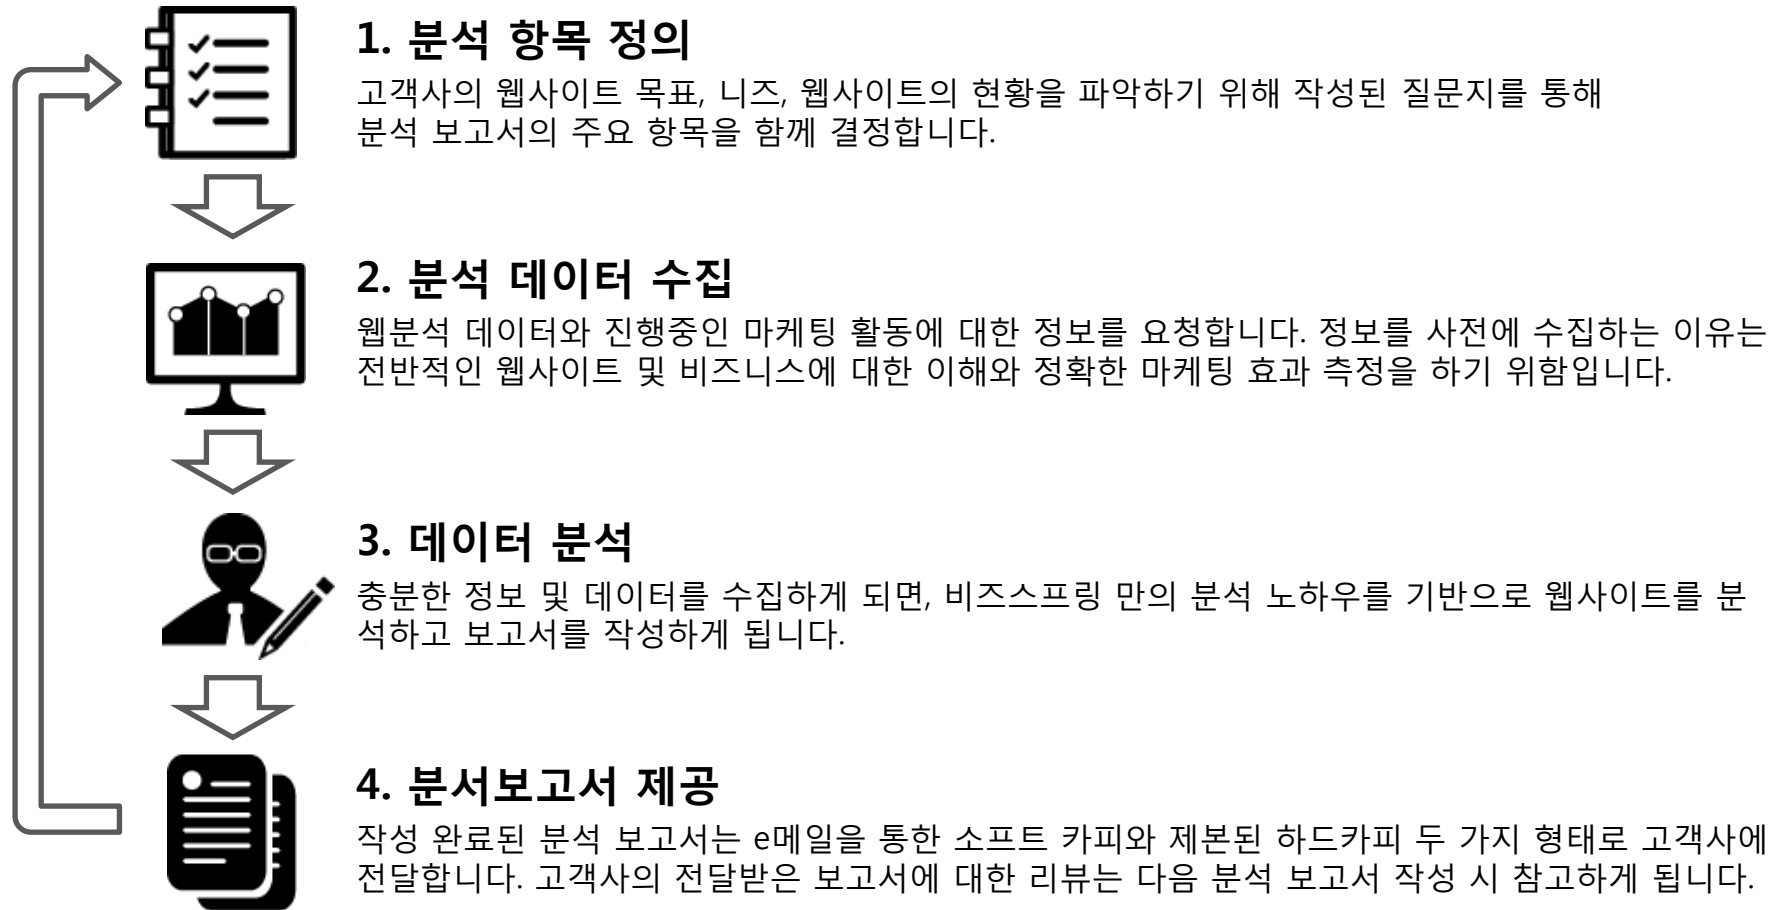 1. 분석 항목 정의
고객사의 웹사이트 목표, 니즈, 웹사이트의 현황을 파악하기 위해 작성된 질문지를 통해
분석 보고서의 주요 항목을 함께 결정합니다.
2. 분석 데이터 수집
웹분석 데이터와 진행중인 마케팅 활동에 대한 정보를 요청합니다. 정보를 사전에 수집하는 이유는
전반적인 웹사이트 및 비즈니스에 대한 이해와 정확한 마케팅 효과 측정을 하기 위함입니다.
3. 데이터 분석
충분한 정보 및 데이터를 수집하게 되면, 비즈스프링 만의 분석 노하우를 기반으로 웹사이트를 분
석하고 보고서를 작성하게 됩니다.
4. 분서보고서 제공
작성 완료된 분석 보고서는 e메일을 통한 소프트 카피와 제본된 하드카피 두 가지 형태로 고객사에
전달합니다. 고객사의 전달받은 보고서에 대한 리뷰는 다음 분석 보고서 작성 시 참고하게 됩니다.